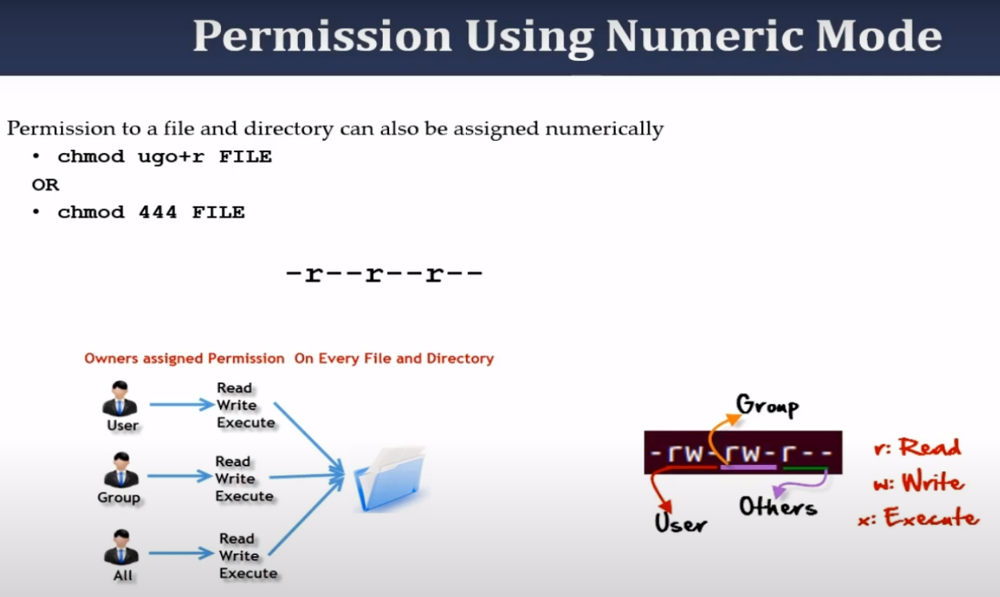 Permission Using Numeric Mode
Permission to a file and directory can also be assigned numerically
• chmod ugo+r FILE
OR
• chmod 444 FILE
-r--r--r--
Owners assigned Permission On Every File and Directory
User
Read
Write
Execute
Group
Read
Write
Execute
All
Read
Write
Execute
Group
-rw-rw-r--
User
Others
r: Read
w: Write
x: Execute